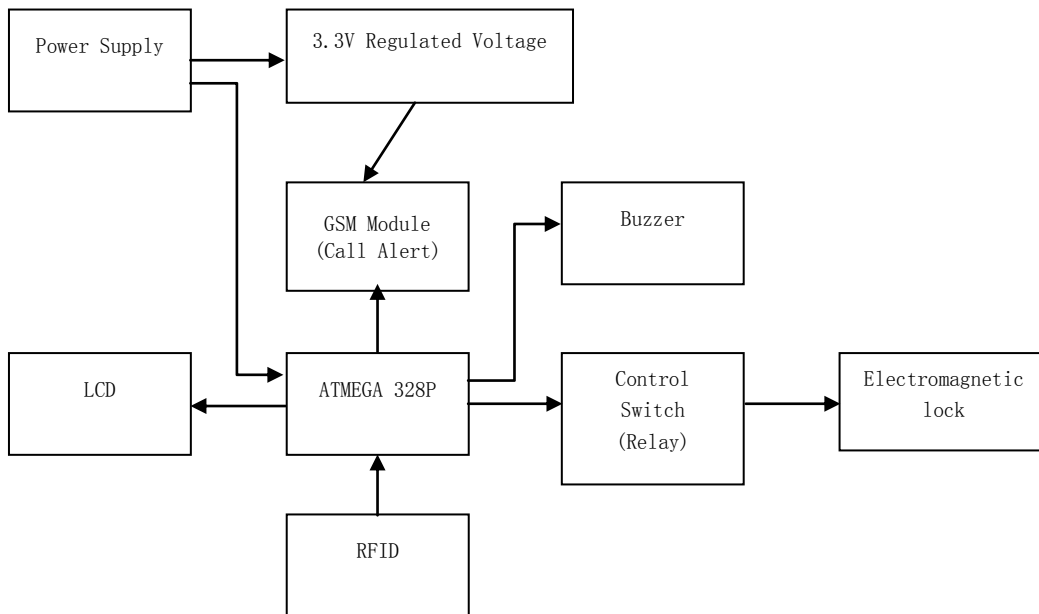 Power Supply
3.3V Regulated Voltage
GSM Module
(Call Alert)
Buzzer
LCD
ATMEGA 328P
Control
Switch
(Relay)
Electromagnetic
lock
RFID